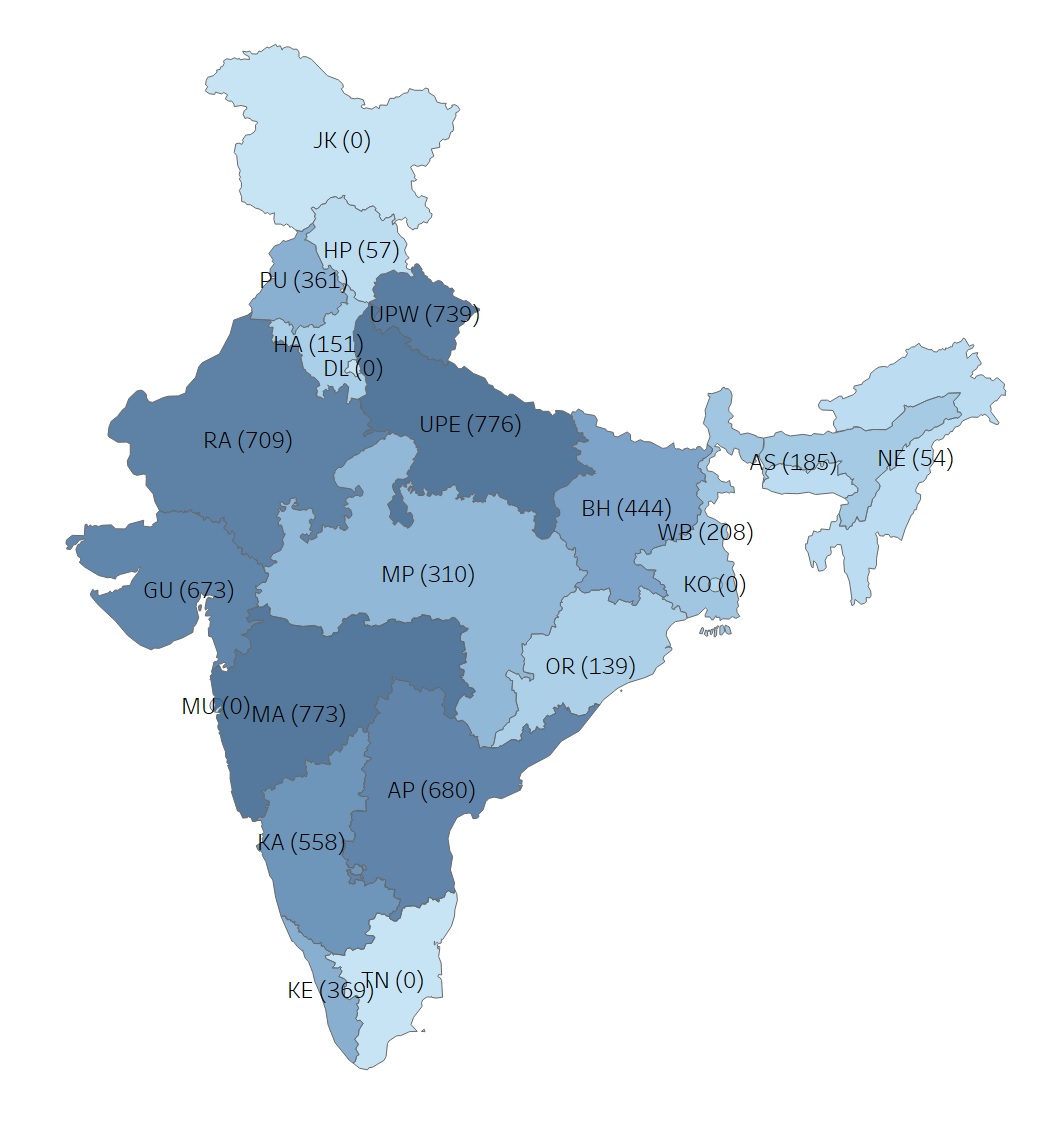 JK (0)
HP (57)
PU (361)
UPW (739)
HA (151)
DL (0)
UPE (776)
RA (709)
AS (185)
NE (54)
BH (444)
WB (208)
MP (310)
KO (0)
GU (673)
OR (139)
MU (0)
MA (773)
AP (680)
KA (558)
TN (0)
KE (369)